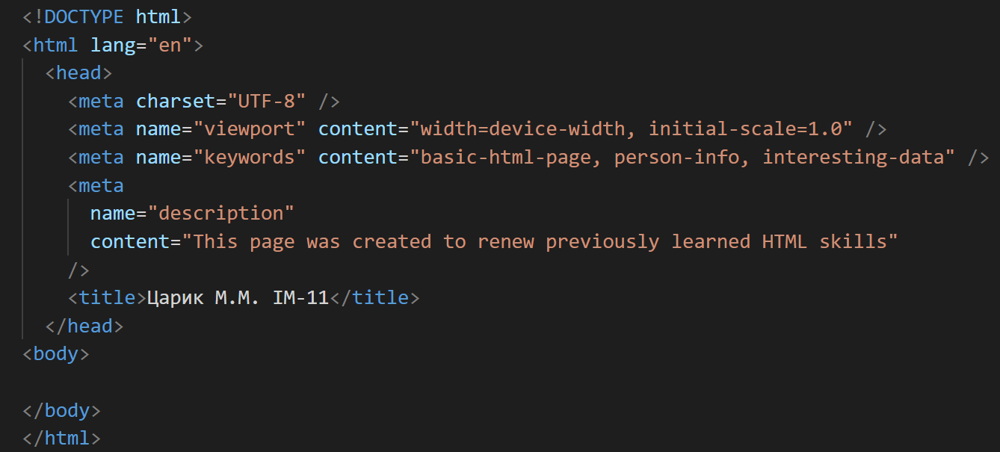 <!DOCTYPE html>
<html lang="en">
<head>
<meta charset="UTF-8" />
<meta name="viewport" content="width=device-width, initial-scale=1.0" />
<meta name="keywords" content="basic-html-page, person-info, interesting-data" />
<meta
name="description"
content="This page was created to renew previously learned HTML skills"
/>
<title>Царик М.М. ІМ-11</title>
</head>
<body>
</body>
</html>